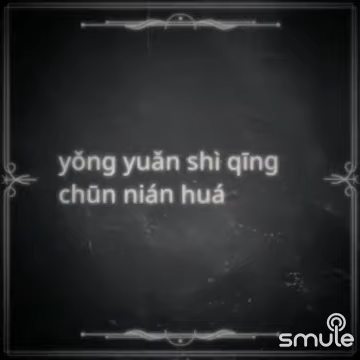 yǒng yuǎn shì qīng
chūn nián huá
smule